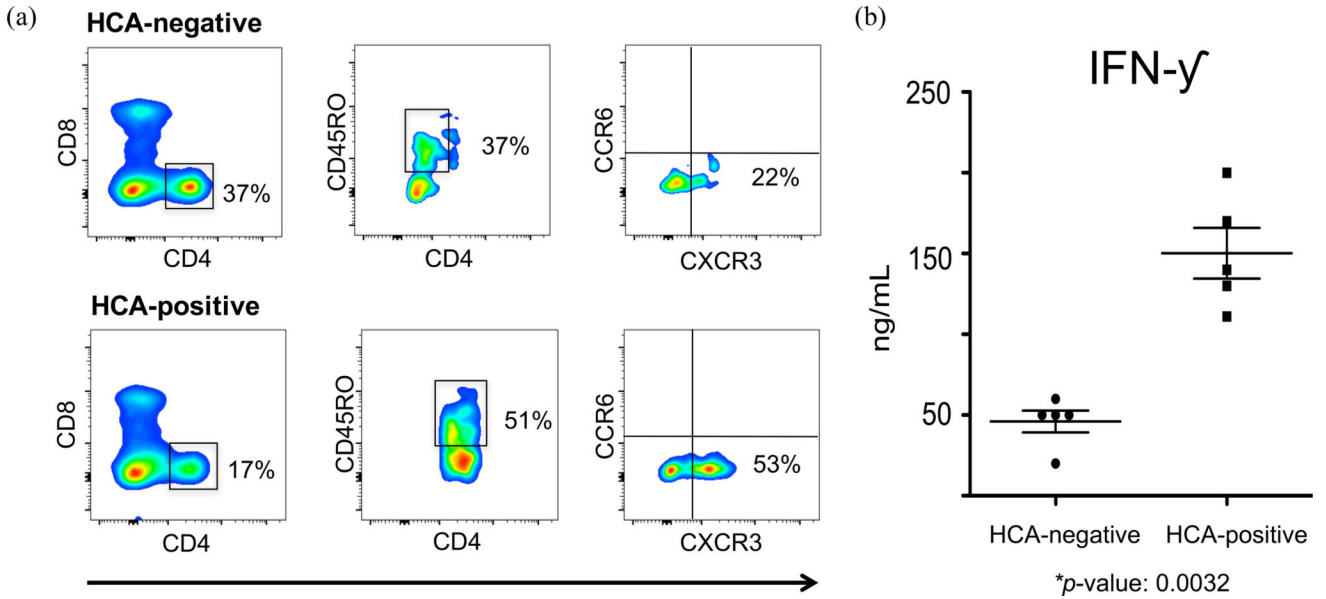 (a)
HCA-negative
CD8
37%
CD4
CD45RO
37%
CD4
CCR6
22%
CXCR3
HCA-positive
CD8
17%
CD4
CD45RO
51%
CD4
CCR6
53%
CXCR3
(b)
IFN-γ
250
150
50
ng/mL
HCA-negative HCA-positive
*p-value: 0.0032